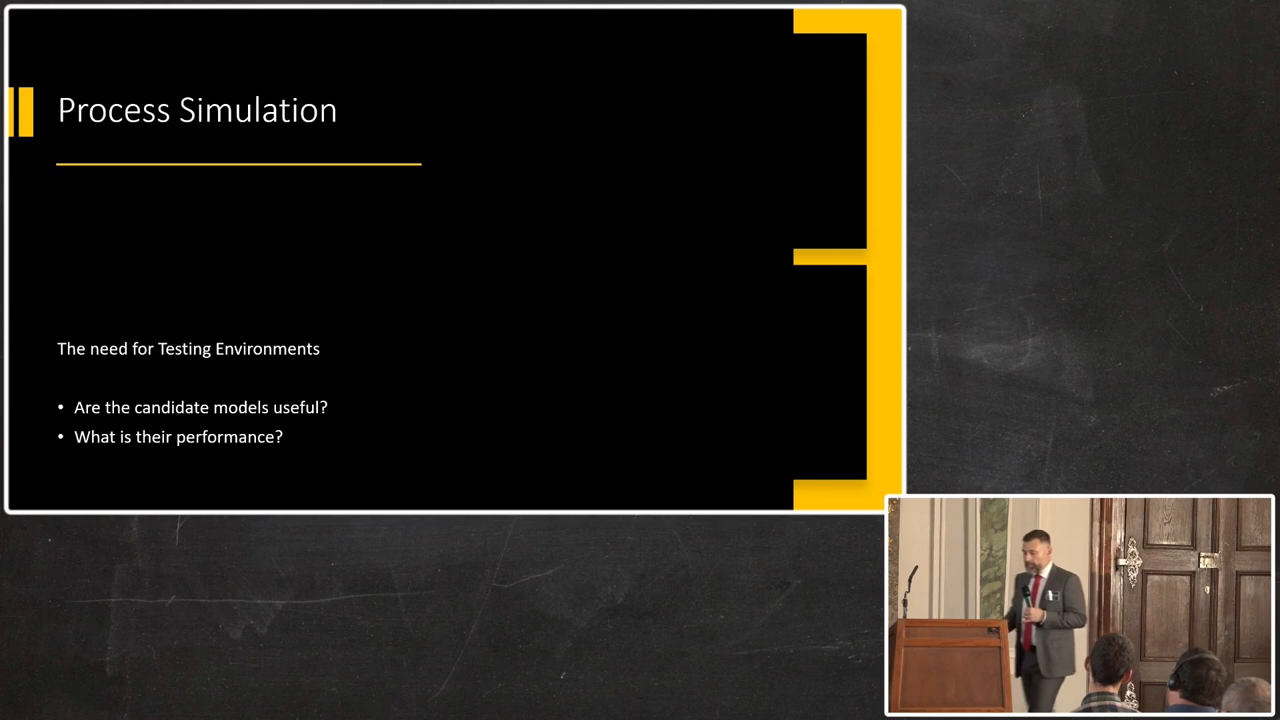 Process Simulation
The need for Testing Environments
• Are the candidate models useful?
• What is their performance?